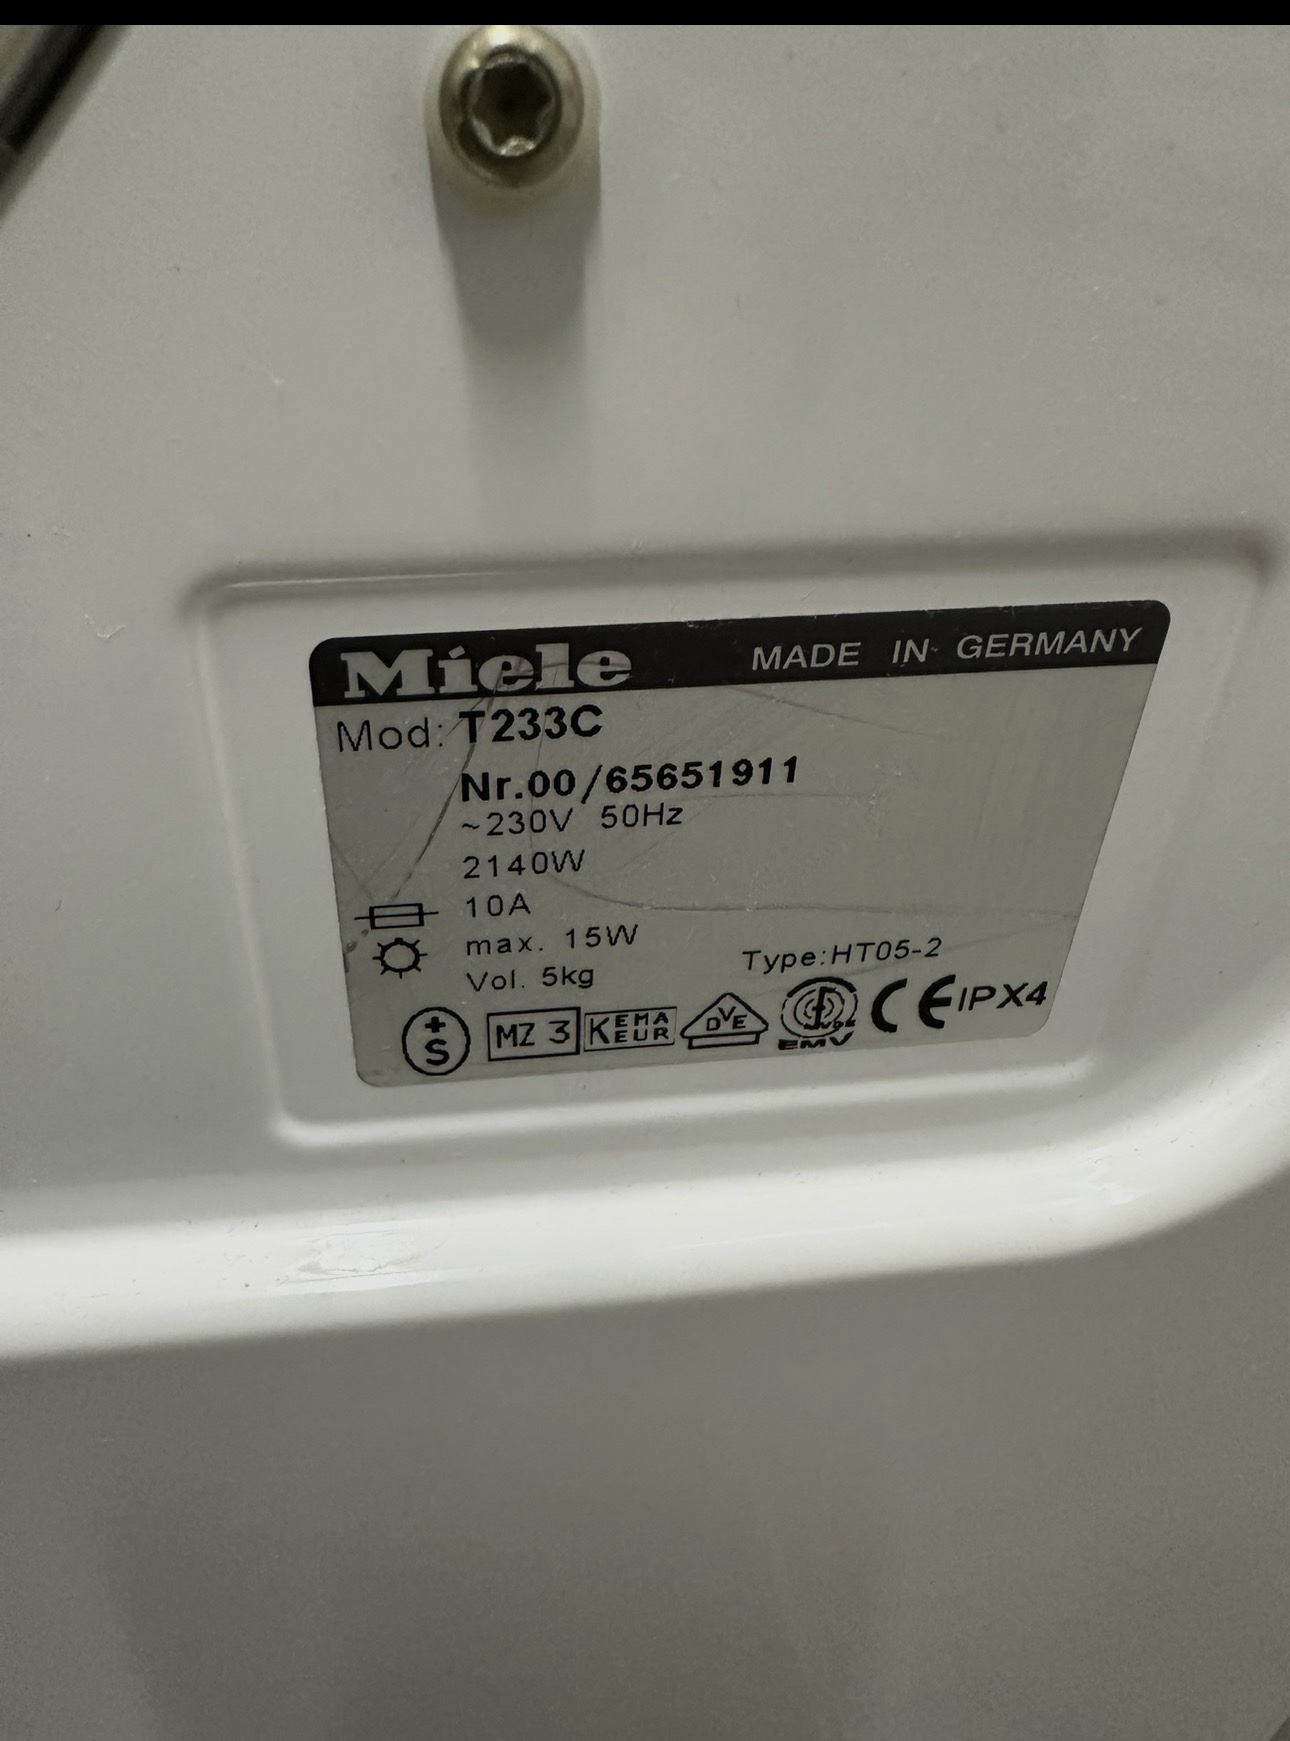 Miele MADE IN GERMANY
Mod: T233C
Nr.00/65651911
~230V 50Hz
2140W
10A
max. 15W
Vol. 5kg Type:HT05-2
+S MZ 3 KEMA KEUR DVE VDE EMV CE IPX4